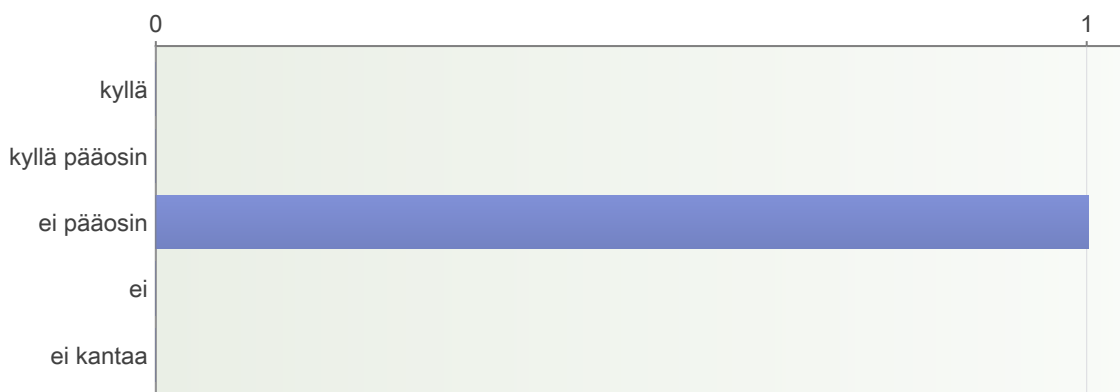 0 1
kyllä
kyllä pääosin
ei pääosin
ei
ei kantaa